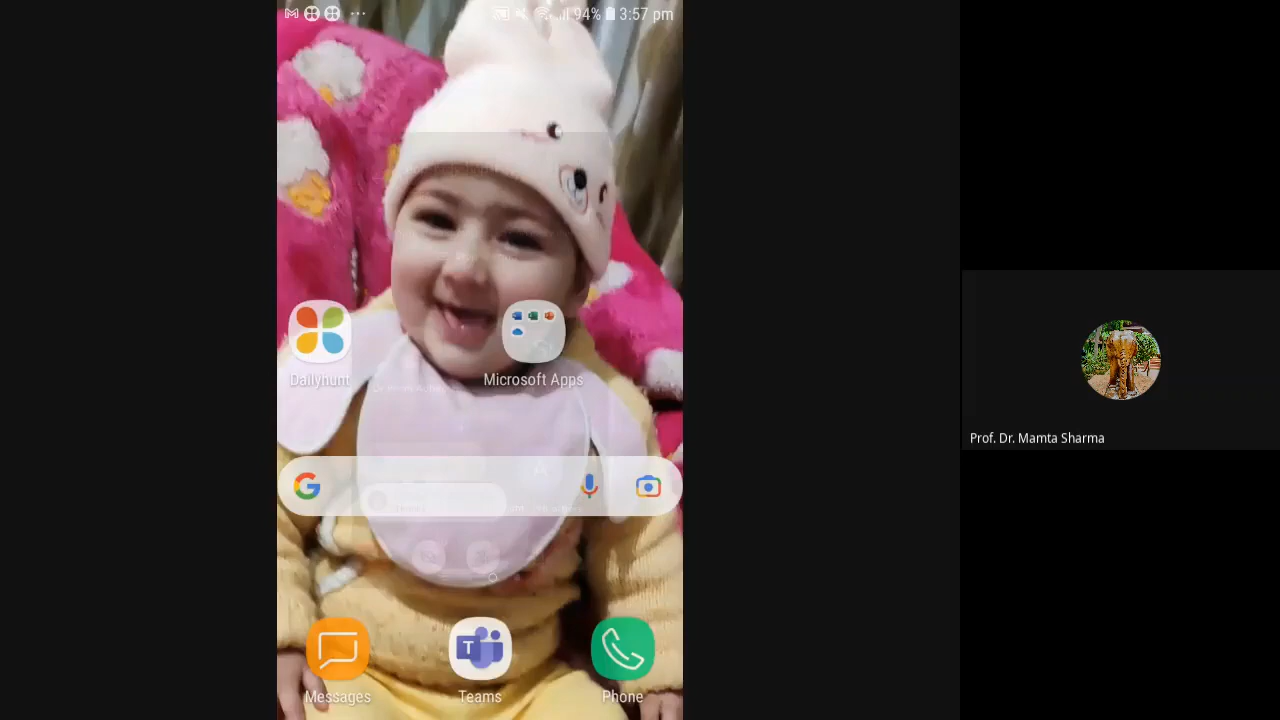 94% 3:57 pm
Dailyhunt
Microsoft Apps
Messages
Teams
Phone
Prof. Dr. Mamta Sharma